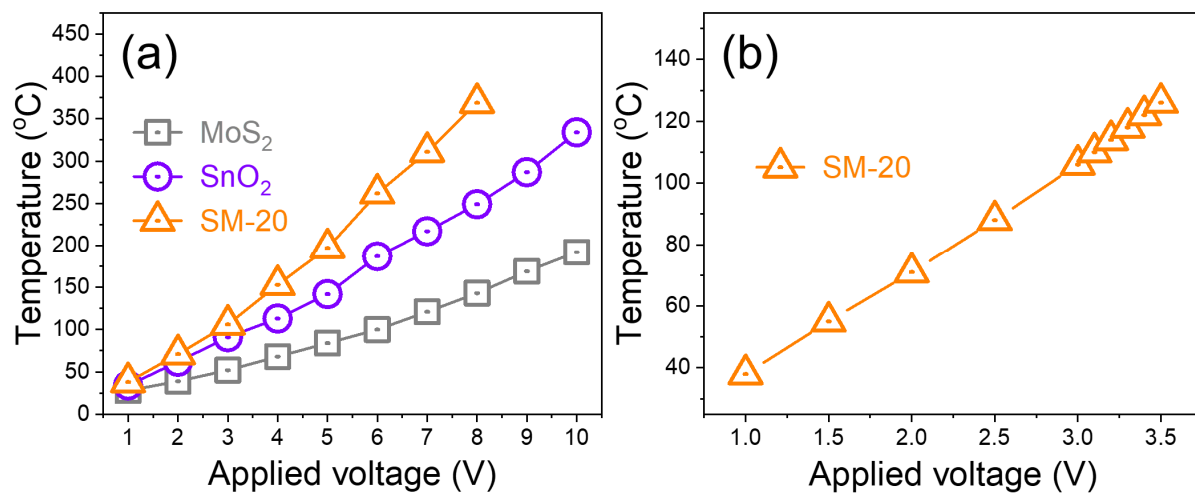 (a)
Temperature (°C)
450
400
350
300
250
200
150
100
50
0
MoS₂
SnO₂
SM-20
1 2 3 4 5 6 7 8 9 10
Applied voltage (V)
(b)
Temperature (°C)
140
120
100
80
60
40
SM-20
1.0 1.5 2.0 2.5 3.0 3.5
Applied voltage (V)